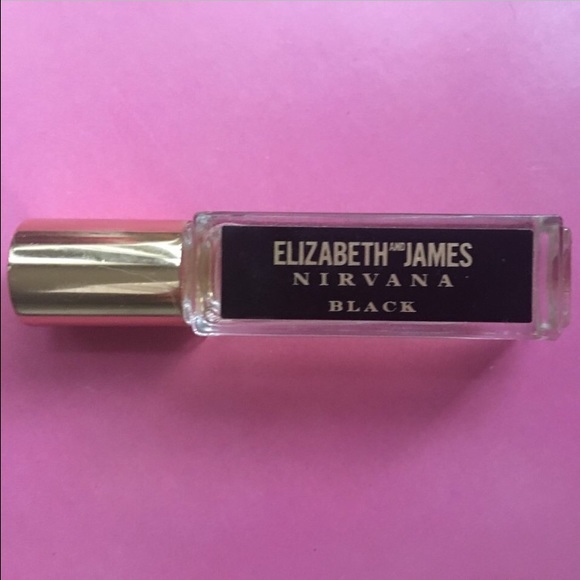 ELIZABETH AND JAMES
NIRVANA
BLACK